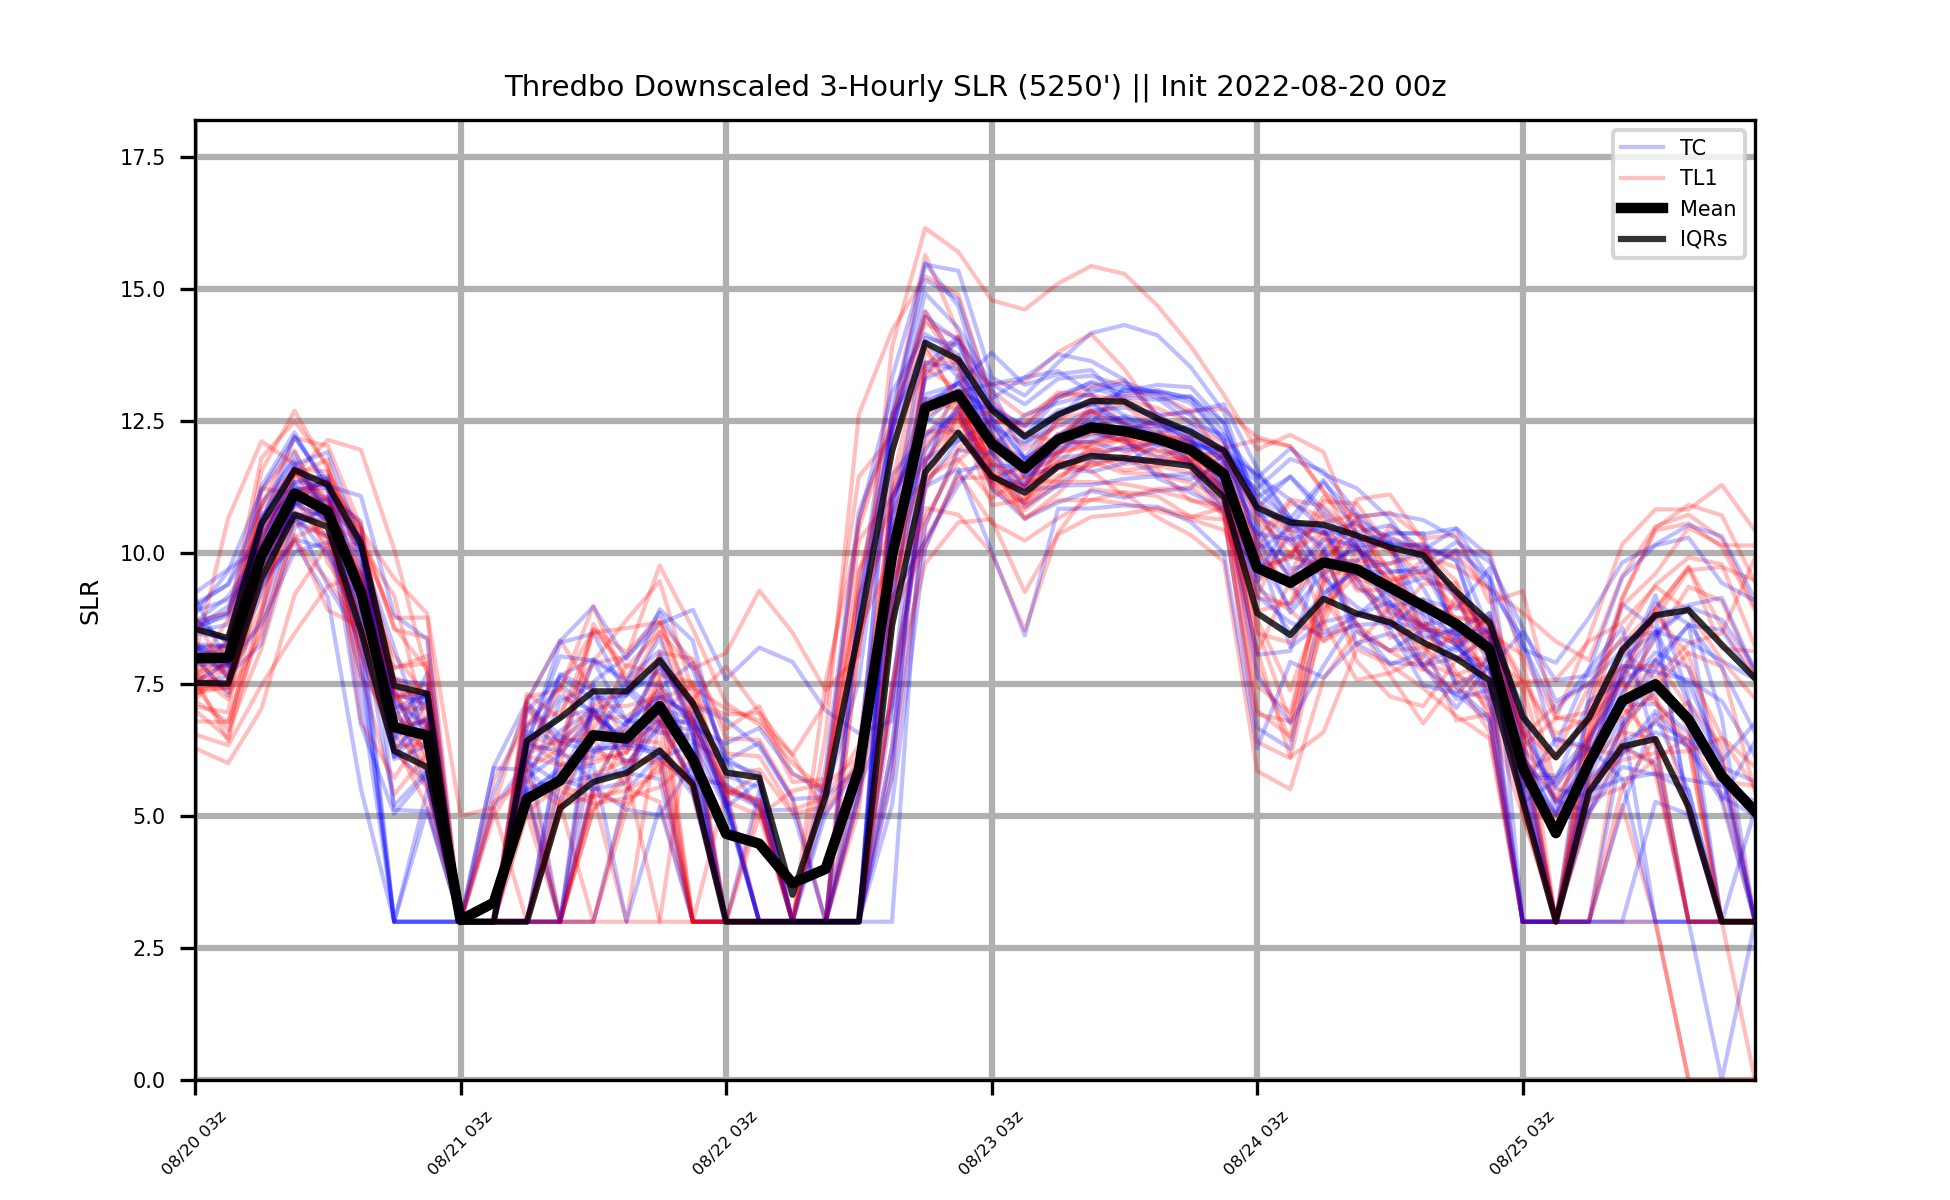 Thredbo Downscaled 3-Hourly SLR (5250') || Init 2022-08-20 00z
TC
TL1
Mean
IQRs
SLR
17.5
15.0
12.5
10.0
7.5
5.0
2.5
0.0
08/20 03z
08/21 03z
08/22 03z
08/23 03z
08/24 03z
08/25 03z